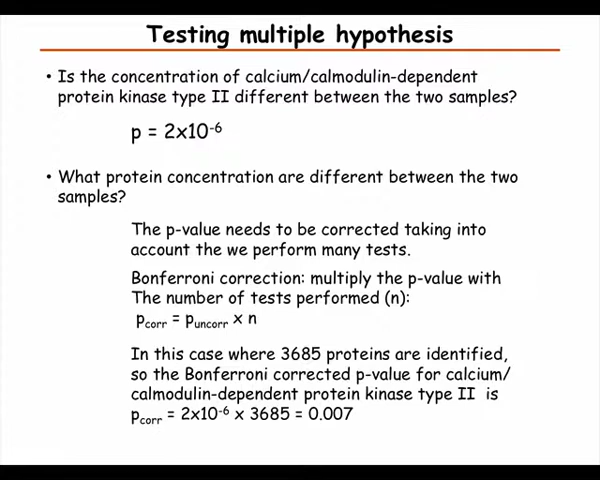 Testing multiple hypothesis
• Is the concentration of calcium/calmodulin-dependent
protein kinase type II different between the two samples?
p = 2x10⁻⁶
• What protein concentration are different between the two
samples?
The p-value needs to be corrected taking into
account the we perform many tests.
Bonferroni correction: multiply the p-value with
The number of tests performed (n):
p_corr = p_uncorr x n
In this case where 3685 proteins are identified,
so the Bonferroni corrected p-value for calcium/
calmodulin-dependent protein kinase type II is
p_corr = 2x10⁻⁶ x 3685 = 0.007